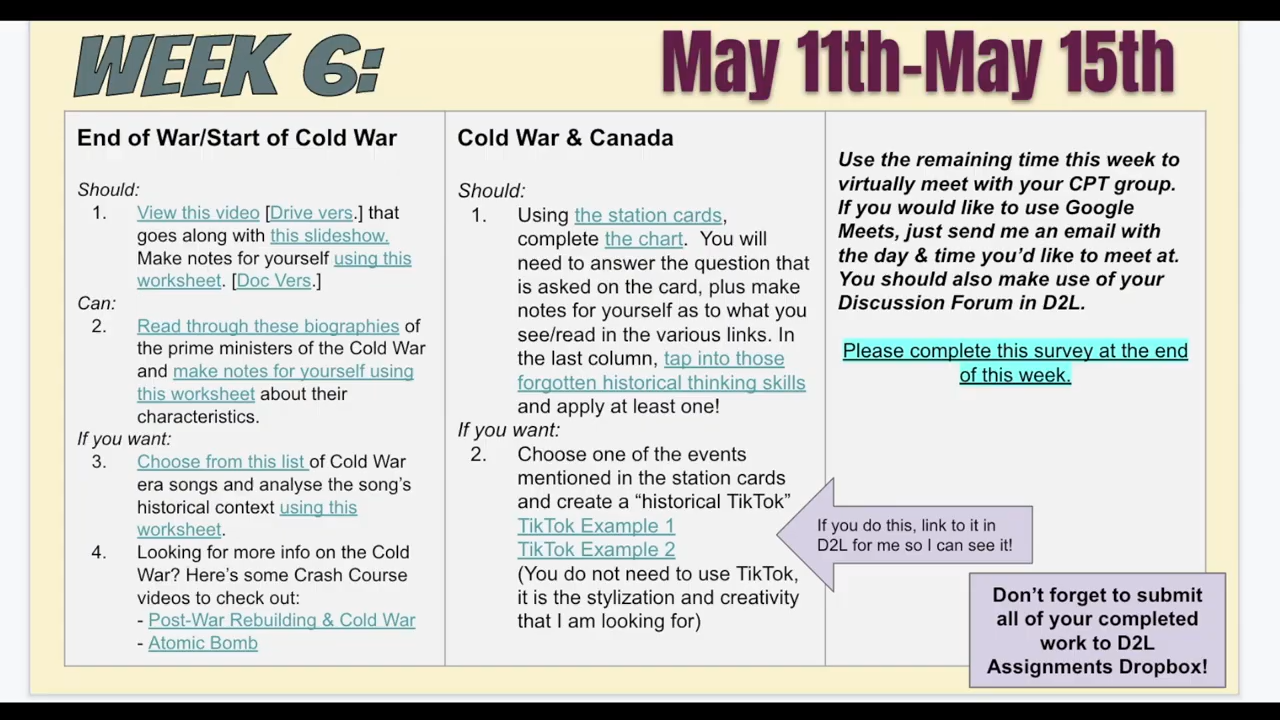 WEEK 6:
May 11th-May 15th
End of War/Start of Cold War
Should:
1. View this video [Drive vers.] that
goes along with this slideshow.
Make notes for yourself using this
worksheet. [Doc Vers.]
Can:
2. Read through these biographies of
the prime ministers of the Cold War
and make notes for yourself using
this worksheet about their
characteristics.
If you want:
3. Choose from this list of Cold War
era songs and analyse the song's
historical context using this
worksheet.
4. Looking for more info on the Cold
War? Here's some Crash Course
videos to check out:
- Post-War Rebuilding & Cold War
- Atomic Bomb
Cold War & Canada
Should:
1. Using the station cards,
complete the chart. You will
need to answer the question that
is asked on the card, plus make
notes for yourself as to what you
see/read in the various links. In
the last column, tap into those
forgotten historical thinking skills
and apply at least one!
If you want:
2. Choose one of the events
mentioned in the station cards
and create a “historical TikTok”
TikTok Example 1
TikTok Example 2
(You do not need to use TikTok,
it is the stylization and creativity
that I am looking for)
Use the remaining time this week to
virtually meet with your CPT group.
If you would like to use Google
Meets, just send me an email with
the day & time you'd like to meet at.
You should also make use of your
Discussion Forum in D2L.
Please complete this survey at the end
of this week.
If you do this, link to it in
D2L for me so I can see it!
Don't forget to submit
all of your completed
work to D2L
Assignments Dropbox!